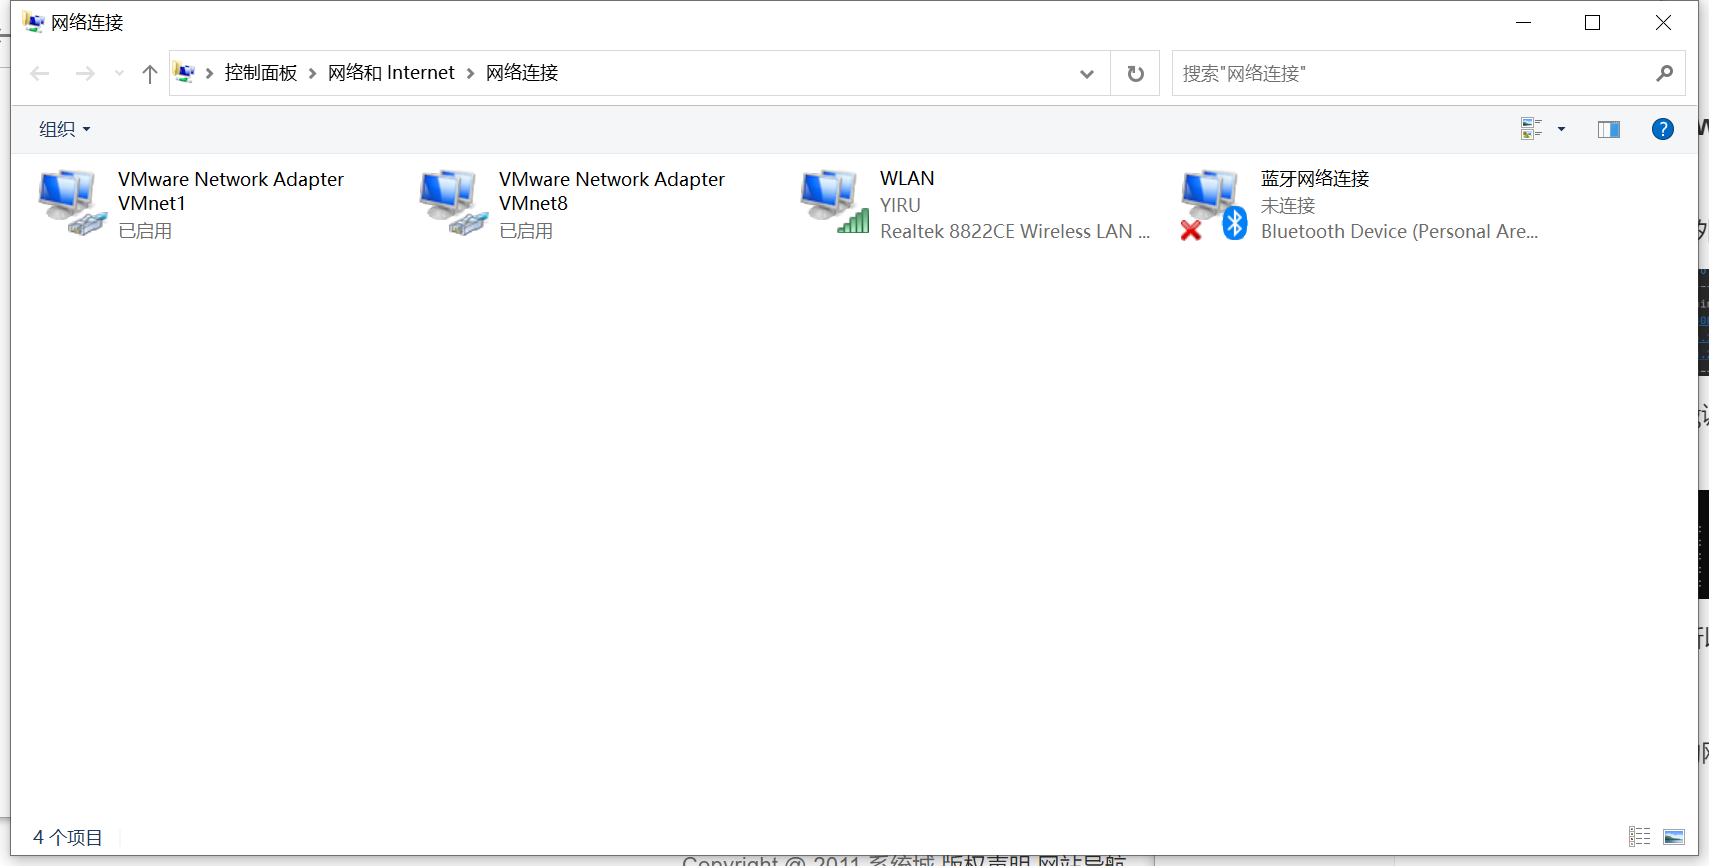 网络连接
控制面板 网络和 Internet 网络连接
搜索"网络连接"
组织
VMware Network Adapter
VMnet1
已启用
VMware Network Adapter
VMnet8
已启用
WLAN
YIRU
Realtek 8822CE Wireless LAN ...
蓝牙网络连接
未连接
Bluetooth Device (Personal Are...
4 个项目
Copyright @ 2011 系统城 版权声明 网站导航